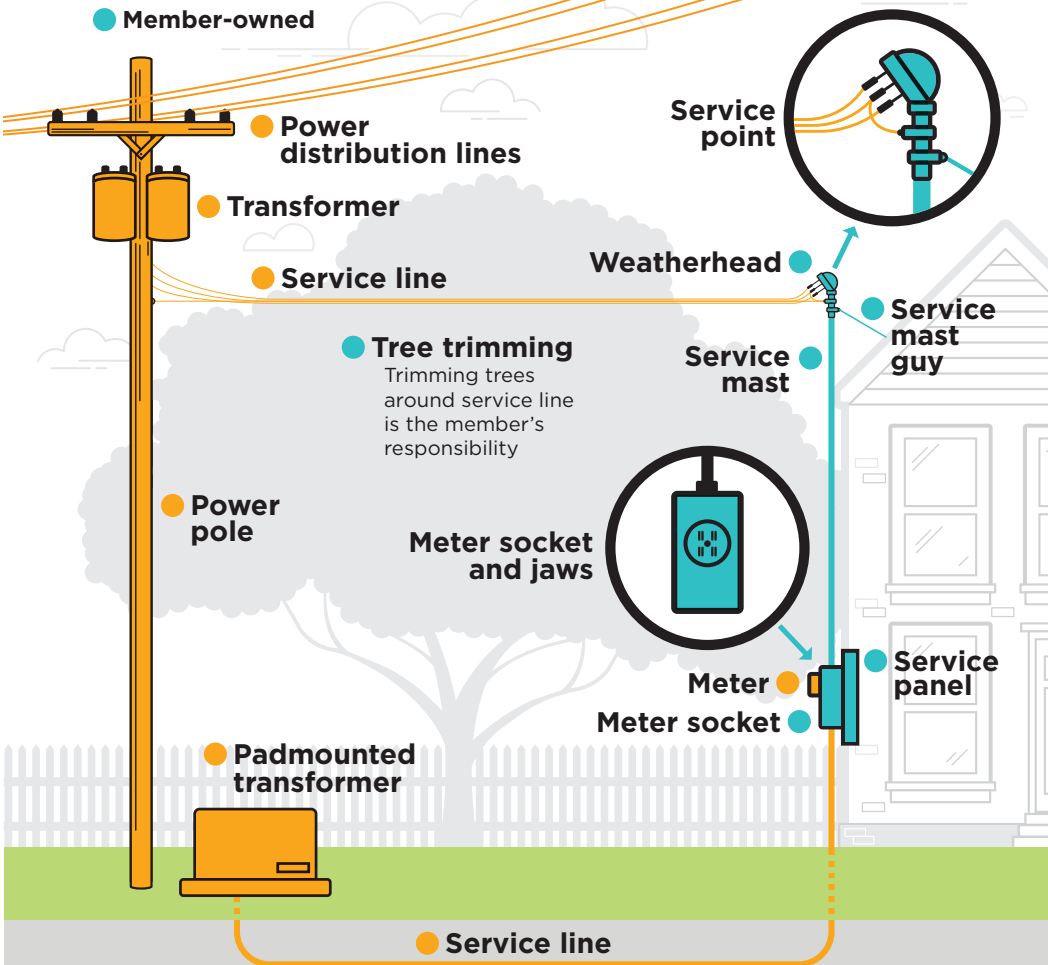 Member-owned
Power
distribution lines
Service
point
Transformer
Service line
Weatherhead
Service
mast
guy
Tree trimming
Trimming trees
around service line
is the member's
responsibility
Service
mast
Power
pole
Meter socket
and jaws
Service
panel
Meter
Meter socket
Padmounted
transformer
Service line